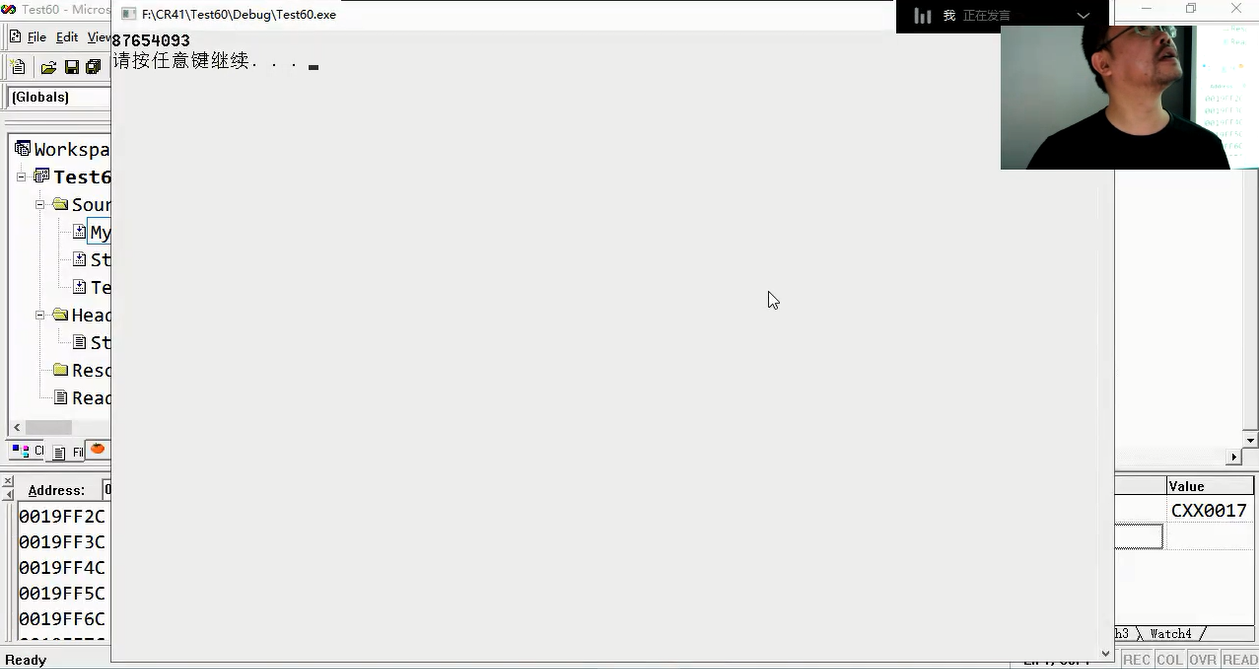 Test60 - Micros
F:\CR41\Test60\Debug\Test60.exe
我 正在发言
File Edit View
87654093
请按任意键继续. . .
[Globals]
Workspa
Test6
Sour
My
St
Te
Head
St
Resc
Read
Cl
Fil
Address: 0
0019FF2C
0019FF3C
0019FF4C
0019FF5C
0019FF6C
Value
CXX0017
h3
Watch4
Ready
REC COL OVR READ